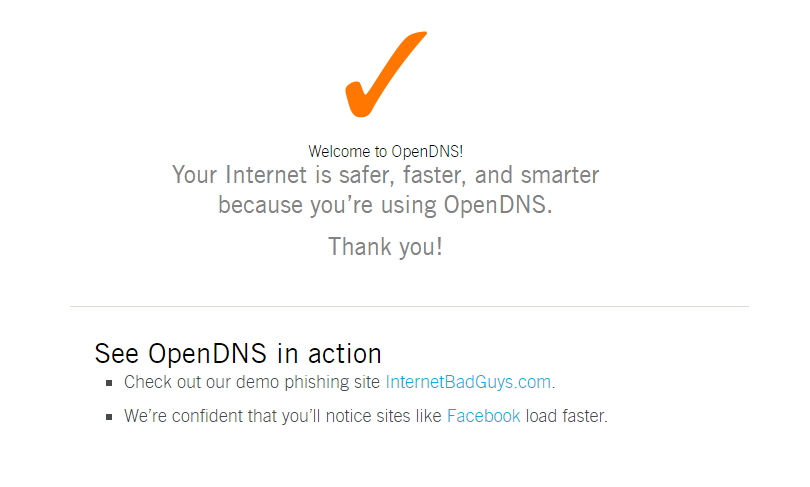 Welcome to OpenDNS!
Your Internet is safer, faster, and smarter
because you’re using OpenDNS.
Thank you!
See OpenDNS in action
Check out our demo phishing site InternetBadGuys.com.
We’re confident that you’ll notice sites like Facebook load faster.